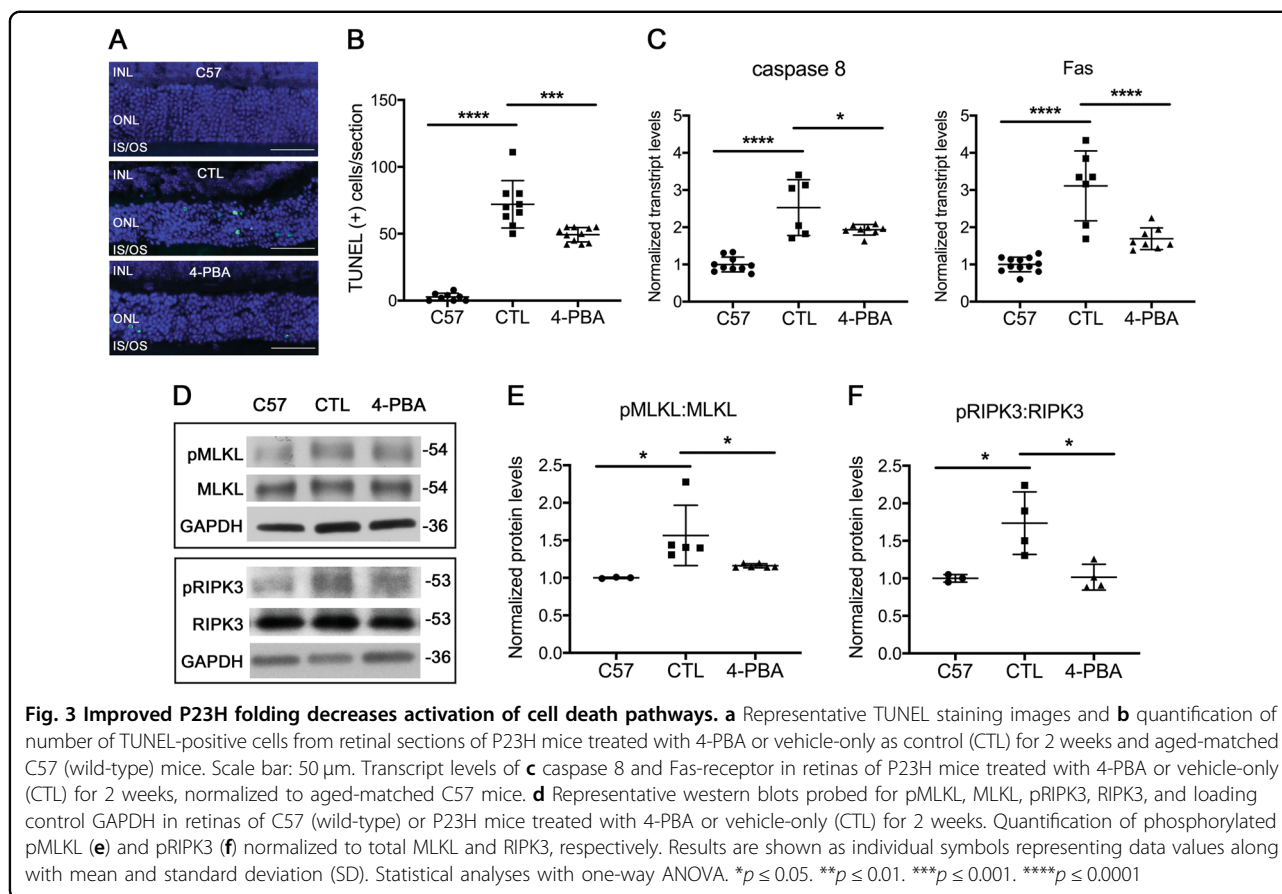 A
INL
C57
ONL
IS/OS
INL
CTL
ONL
IS/OS
INL
4-PBA
ONL
IS/OS
B
TUNEL (+) cells/section
150
100
50
0
****
***
C57 CTL 4-PBA
C
caspase 8
Normalized transtript levels
5
4
3
2
1
0
****
*
C57 CTL 4-PBA
Fas
Normalized transcript levels
5
4
3
2
1
0
****
****
C57 CTL 4-PBA
D
C57 CTL 4-PBA
pMLKL -54
MLKL -54
GAPDH -36
pRIPK3 -53
RIPK3 -53
GAPDH -36
E
pMLKL:MLKL
Normalized protein levels
2.5
2.0
1.5
1.0
0.5
0.0
*
*
C57 CTL 4-PBA
F
pRIPK3:RIPK3
Normalized protein levels
2.5
2.0
1.5
1.0
0.5
0.0
*
*
C57 CTL 4-PBA
Fig. 3 Improved P23H folding decreases activation of cell death pathways. a Representative TUNEL staining images and b quantification of
number of TUNEL-positive cells from retinal sections of P23H mice treated with 4-PBA or vehicle-only as control (CTL) for 2 weeks and aged-matched
C57 (wild-type) mice. Scale bar: 50 μm. Transcript levels of c caspase 8 and Fas-receptor in retinas of P23H mice treated with 4-PBA or vehicle-only
(CTL) for 2 weeks, normalized to aged-matched C57 mice. d Representative western blots probed for pMLKL, MLKL, pRIPK3, RIPK3, and loading
control GAPDH in retinas of C57 (wild-type) or P23H mice treated with 4-PBA or vehicle-only (CTL) for 2 weeks. Quantification of phosphorylated
pMLKL (e) and pRIPK3 (f) normalized to total MLKL and RIPK3, respectively. Results are shown as individual symbols representing data values along
with mean and standard deviation (SD). Statistical analyses with one-way ANOVA. *p ≤ 0.05. **p ≤ 0.01. ***p ≤ 0.001. ****p ≤ 0.0001